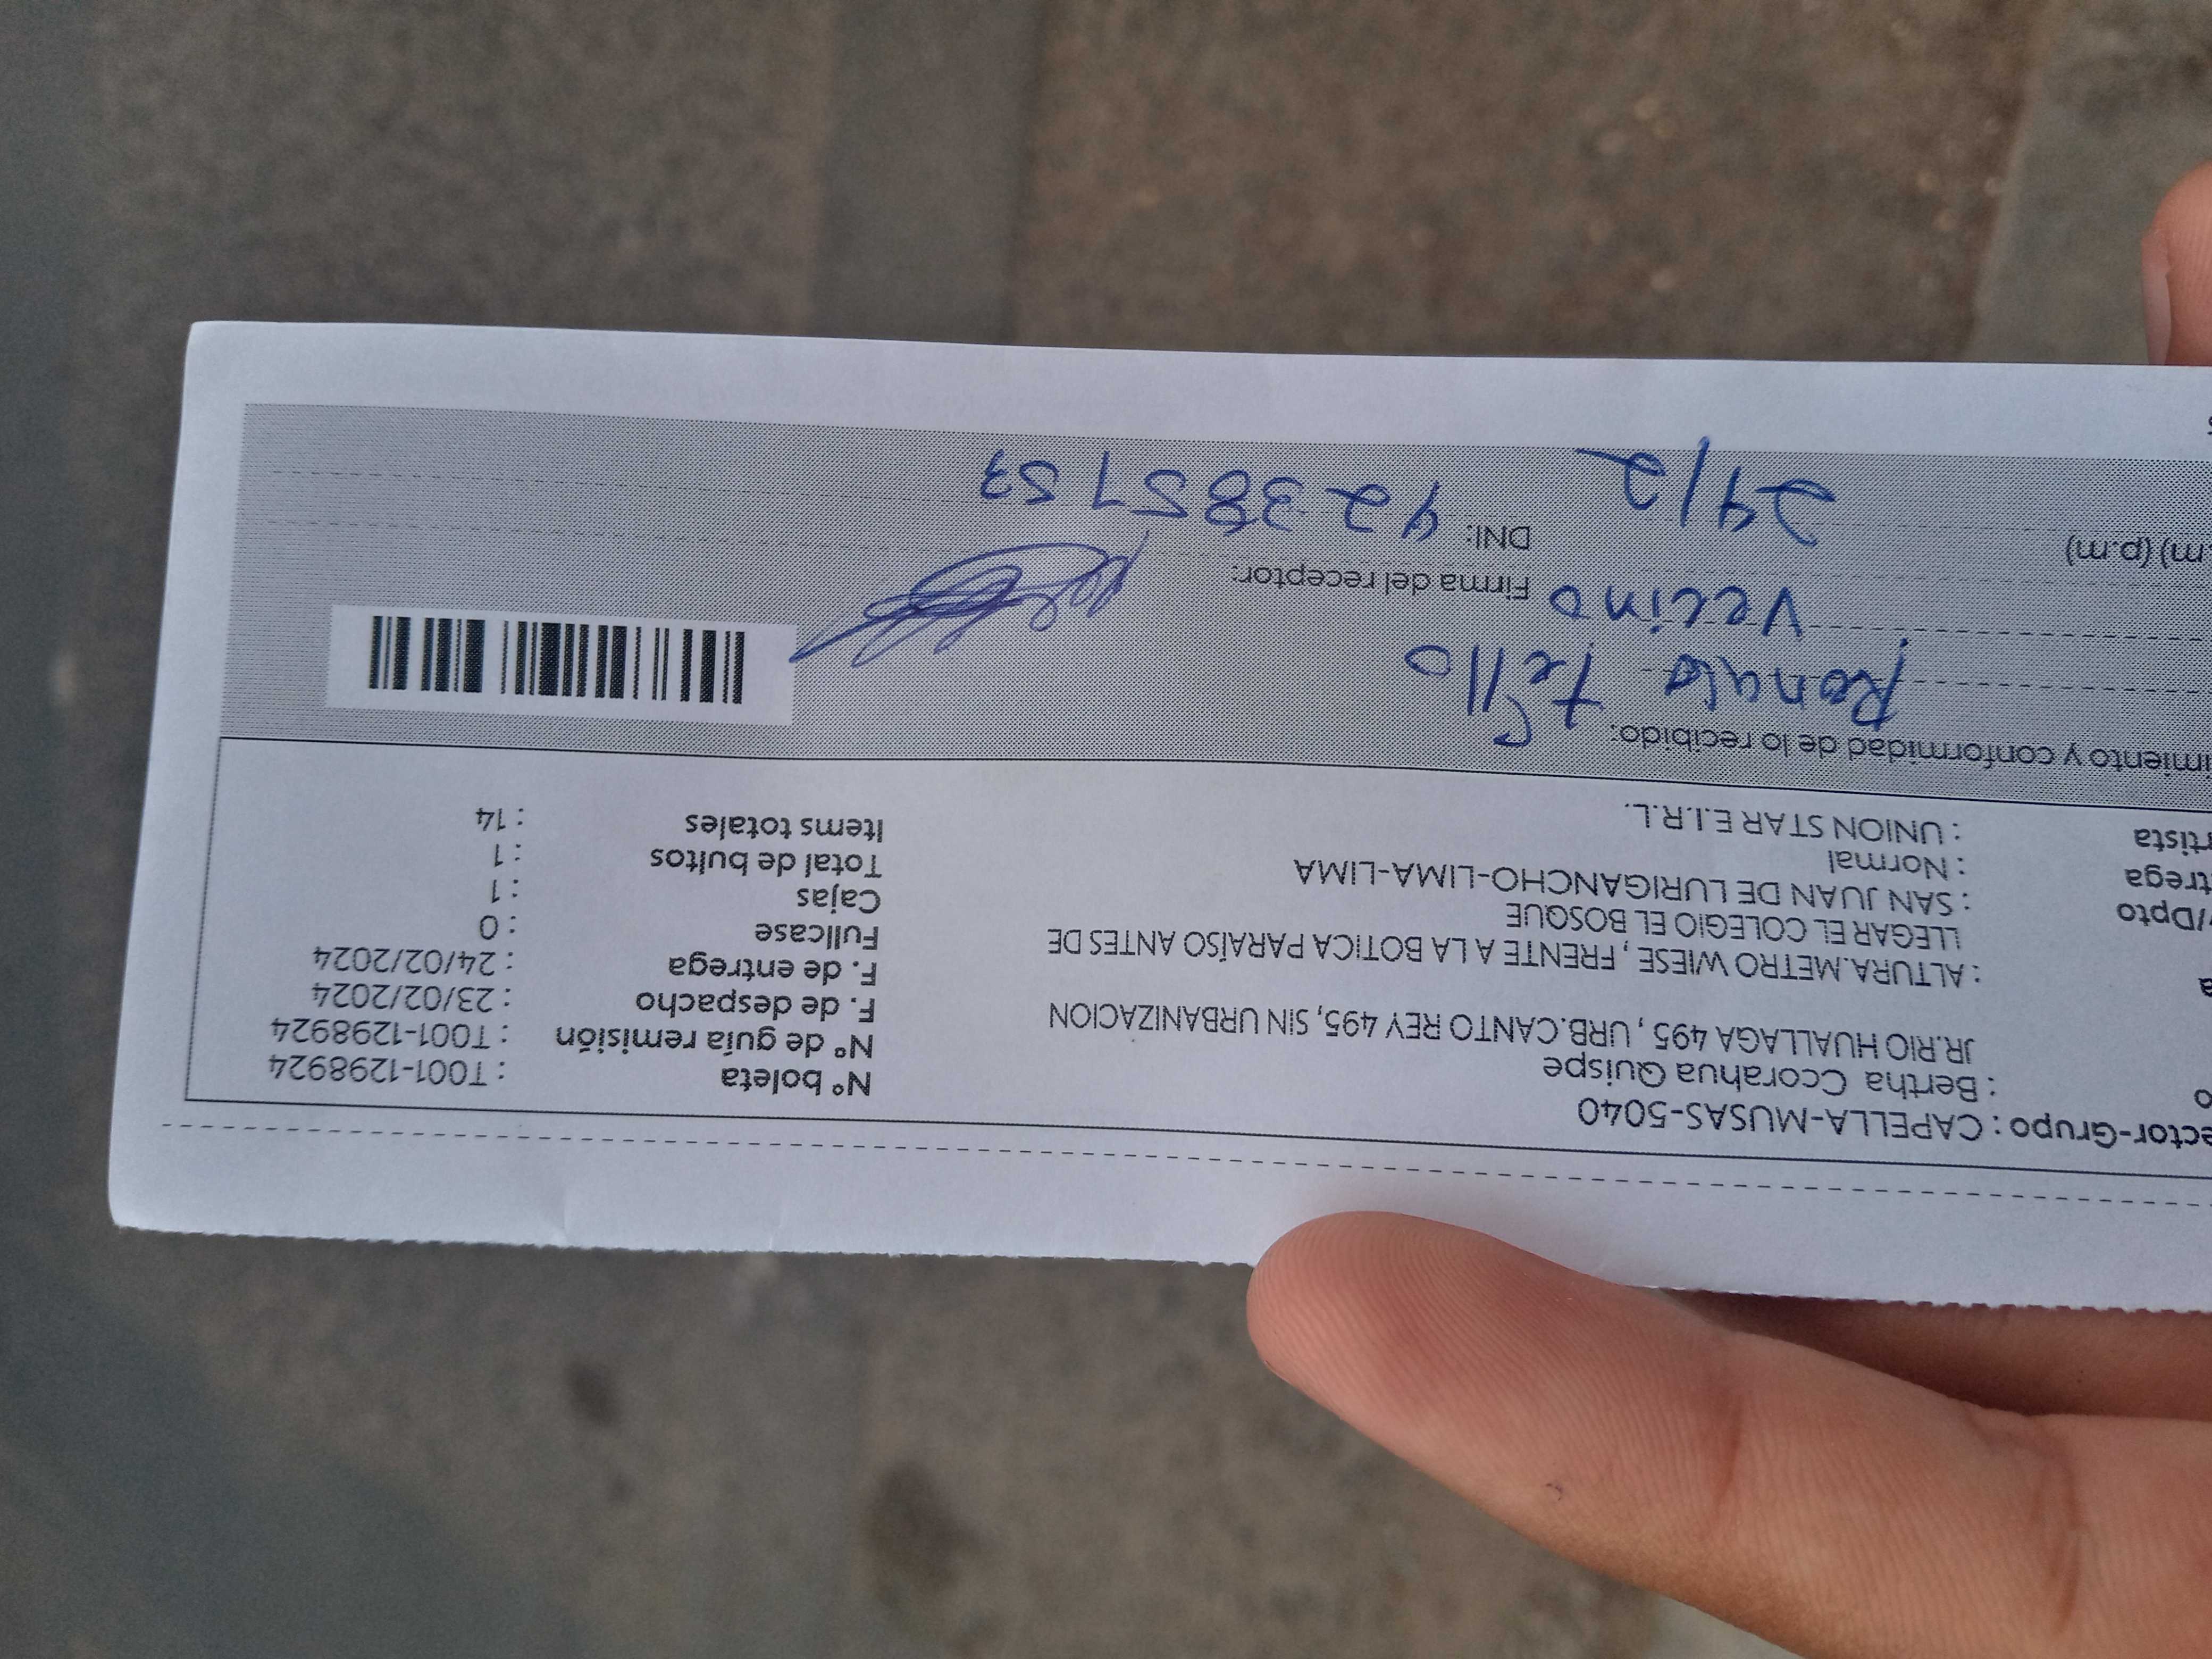 ector-Grupo : CAPELLA-MUSAS-5040
o : Bertha Ccorahua Quispe
JR.RIO HUALLAGA 495 , URB.CANTO REY 495, SIN URBANIZACION
a : ALTURA.METRO WIESE , FRENTE A LA BOTICA PARAÍSO ANTES DE
LLEGAR EL COLEGIO EL BOSQUE
/Dpto : SAN JUAN DE LURIGANCHO-LIMA-LIMA
trega : Normal
rtista : UNION STAR E.I.R.L.
N° boleta : T001-1298924
N° de guía remisión : T001-1298924
F. de despacho : 23/02/2024
F. de entrega : 24/02/2024
Fullcase : 0
Cajas : 1
Total de bultos : 1
Items totales : 14
imiento y conformidad de lo recibido:
Ronald Tello
Vecino
Firma del receptor:
.m) (p.m) 24/2
DNI: 42385753